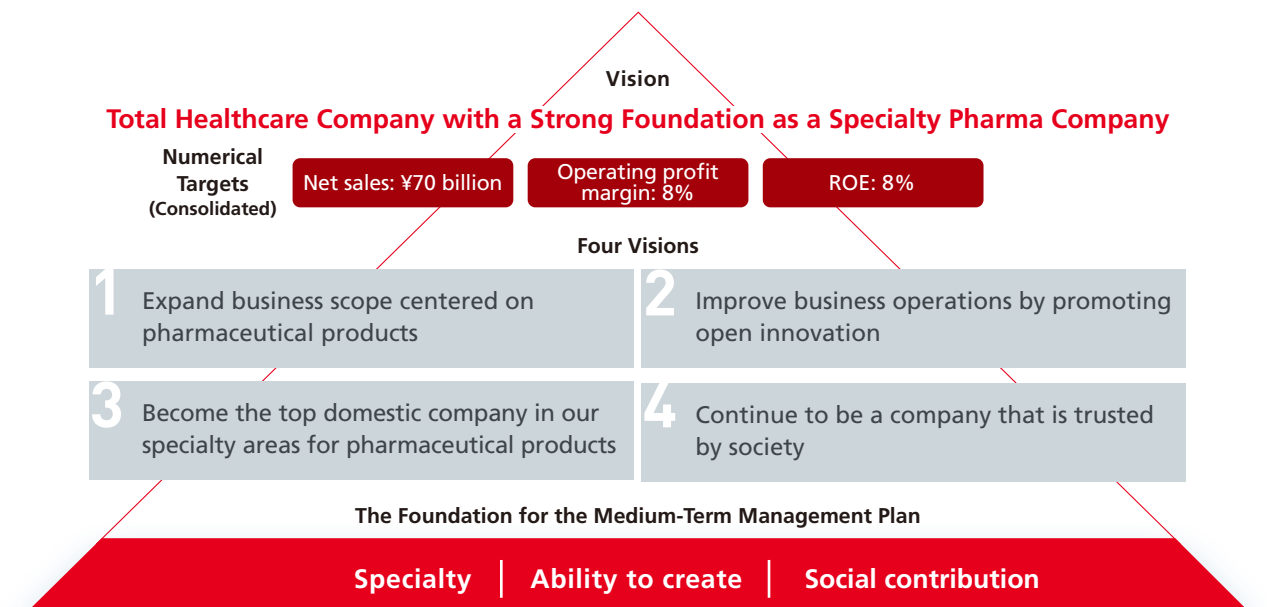 Vision
Total Healthcare Company with a Strong Foundation as a Specialty Pharma Company
Numerical
Targets
(Consolidated)
Net sales: ¥70 billion
Operating profit
margin: 8%
ROE: 8%
Four Visions
1
Expand business scope centered on
pharmaceutical products
2
Improve business operations by promoting
open innovation
3
Become the top domestic company in our
specialty areas for pharmaceutical products
4
Continue to be a company that is trusted
by society
The Foundation for the Medium-Term Management Plan
Specialty | Ability to create | Social contribution